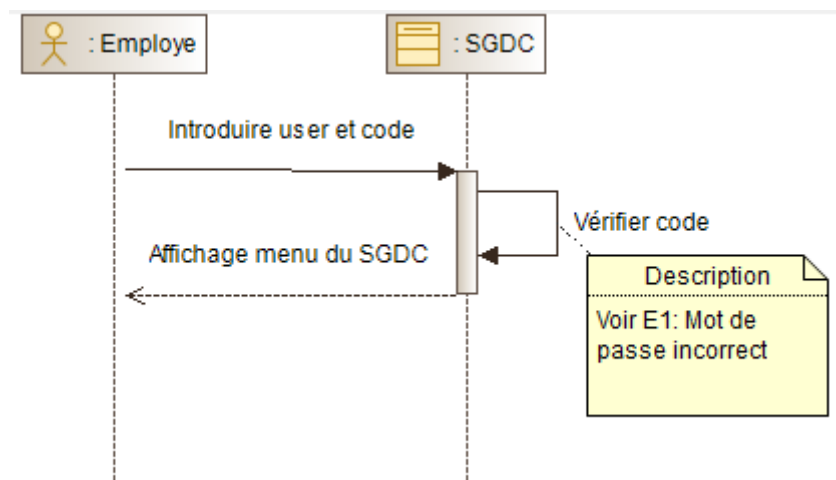 : Employe
: SGDC
Introduire user et code
Vérifier code
Affichage menu du SGDC
Description
Voir E1: Mot de
passe incorrect